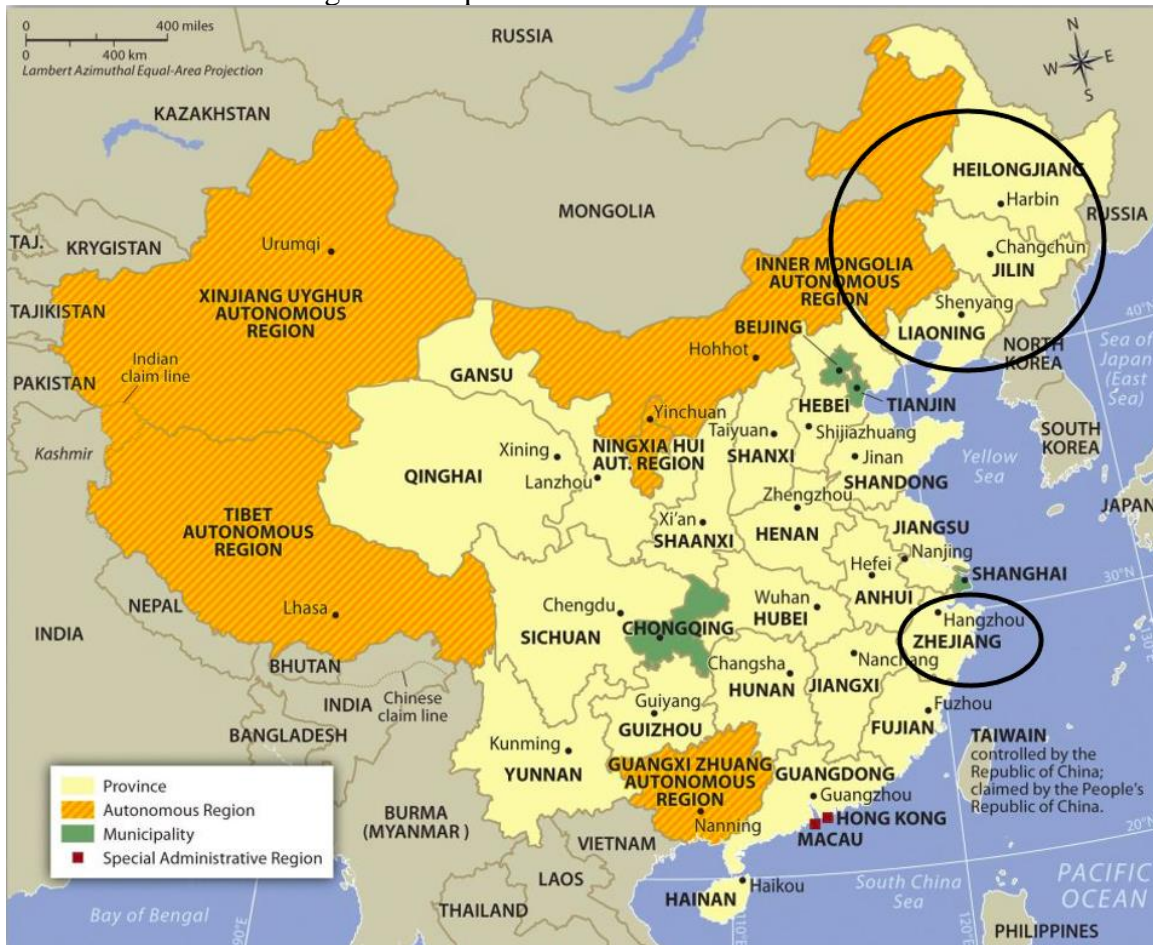 0 400 miles
0 400 km
Lambert Azimuthal Equal-Area Projection
RUSSIA
N
W E
S
KAZAKHSTAN
HEILONGJIANG
Harbin
RUSSIA
MONGOLIA
TAJ.
KRYGISTAN
Urumqi
Changchun
JILIN
INNER MONGOLIA
AUTONOMOUS
REGION
XINJIANG UYGHUR
AUTONOMOUS
REGION
TAJIKISTAN
Shenyang
LIAONING
40°N
BEIJING
NORTH
KOREA
Sea of
Japan
(East
Sea)
Hohhot
Indian
claim line
PAKISTAN
GANSU
TIANJIN
HEBEI
Yinchuan
Taiyuan
Shijiazhuang
SOUTH
KOREA
Kashmir
Xining
NINGXIA HUI
AUT. REGION
SHANXI
Jinan
Yellow
Sea
QINGHAI
Lanzhou
SHANDONG
Zhengzhou
JAPAN
TIBET
AUTONOMOUS
REGION
Xi'an
SHAANXI
HENAN
JIANGSU
Nanjing
Hefei
SHANGHAI
30°N
NEPAL
Lhasa
Chengdu
SICHUAN
CHONGQING
Wuhan
HUBEI
ANHUI
Hangzhou
ZHEJIANG
130°E
INDIA
BHUTAN
Changsha
HUNAN
Nanchang
JIANGXI
INDIA
Chinese
claim line
Guiyang
GUIZHOU
Fuzhou
FUJIAN
BANGLADESH
Kunming
YUNNAN
GUANGXI ZHUANG
AUTONOMOUS
REGION
GUANGDONG
Guangzhou
TAIWAIN
controlled by the
Republic of China;
claimed by the People's
Republic of China.
Province
Autonomous Region
Municipality
Special Administrative Region
BURMA
(MYANMAR)
Nanning
HONG KONG
MACAU
20°N
VIETNAM
LAOS
HAINAN
Haikou
South China
Sea
PACIFIC
OCEAN
Bay of Bengal
90°E
THAILAND
110°E
120°E
PHILIPPINES